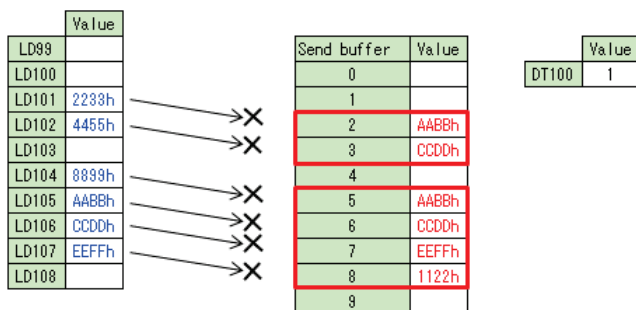 Value
LD99
LD100
LD101 2233h
LD102 4455h
LD103
LD104 8899h
LD105 AABBh
LD106 CCDDh
LD107 EEFFh
LD108
Send buffer Value
0
1
2 AABBh
3 CCDDh
4
5 AABBh
6 CCDDh
7 EEFFh
8 1122h
9
Value
DT100 1